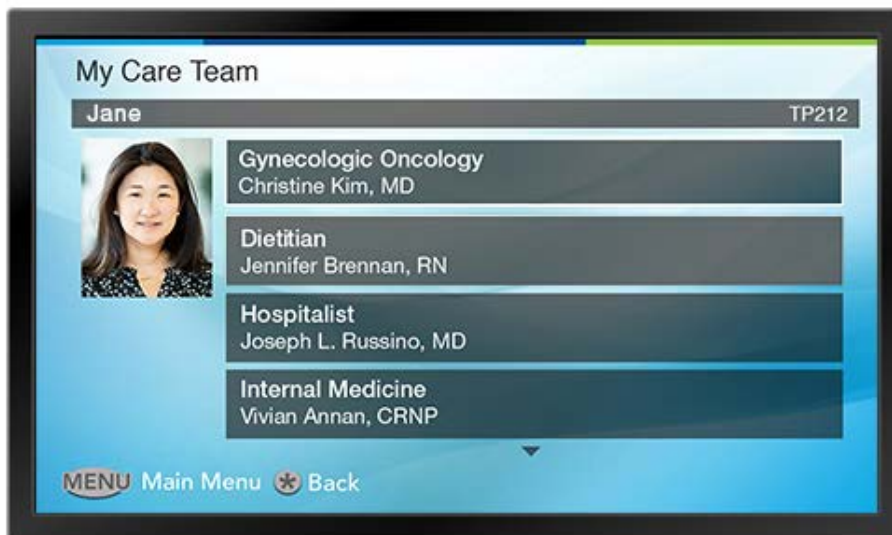 My Care Team
Jane TP212
Gynecologic Oncology
Christine Kim, MD
Dietitian
Jennifer Brennan, RN
Hospitalist
Joseph L. Russino, MD
Internal Medicine
Vivian Annan, CRNP
MENU Main Menu * Back